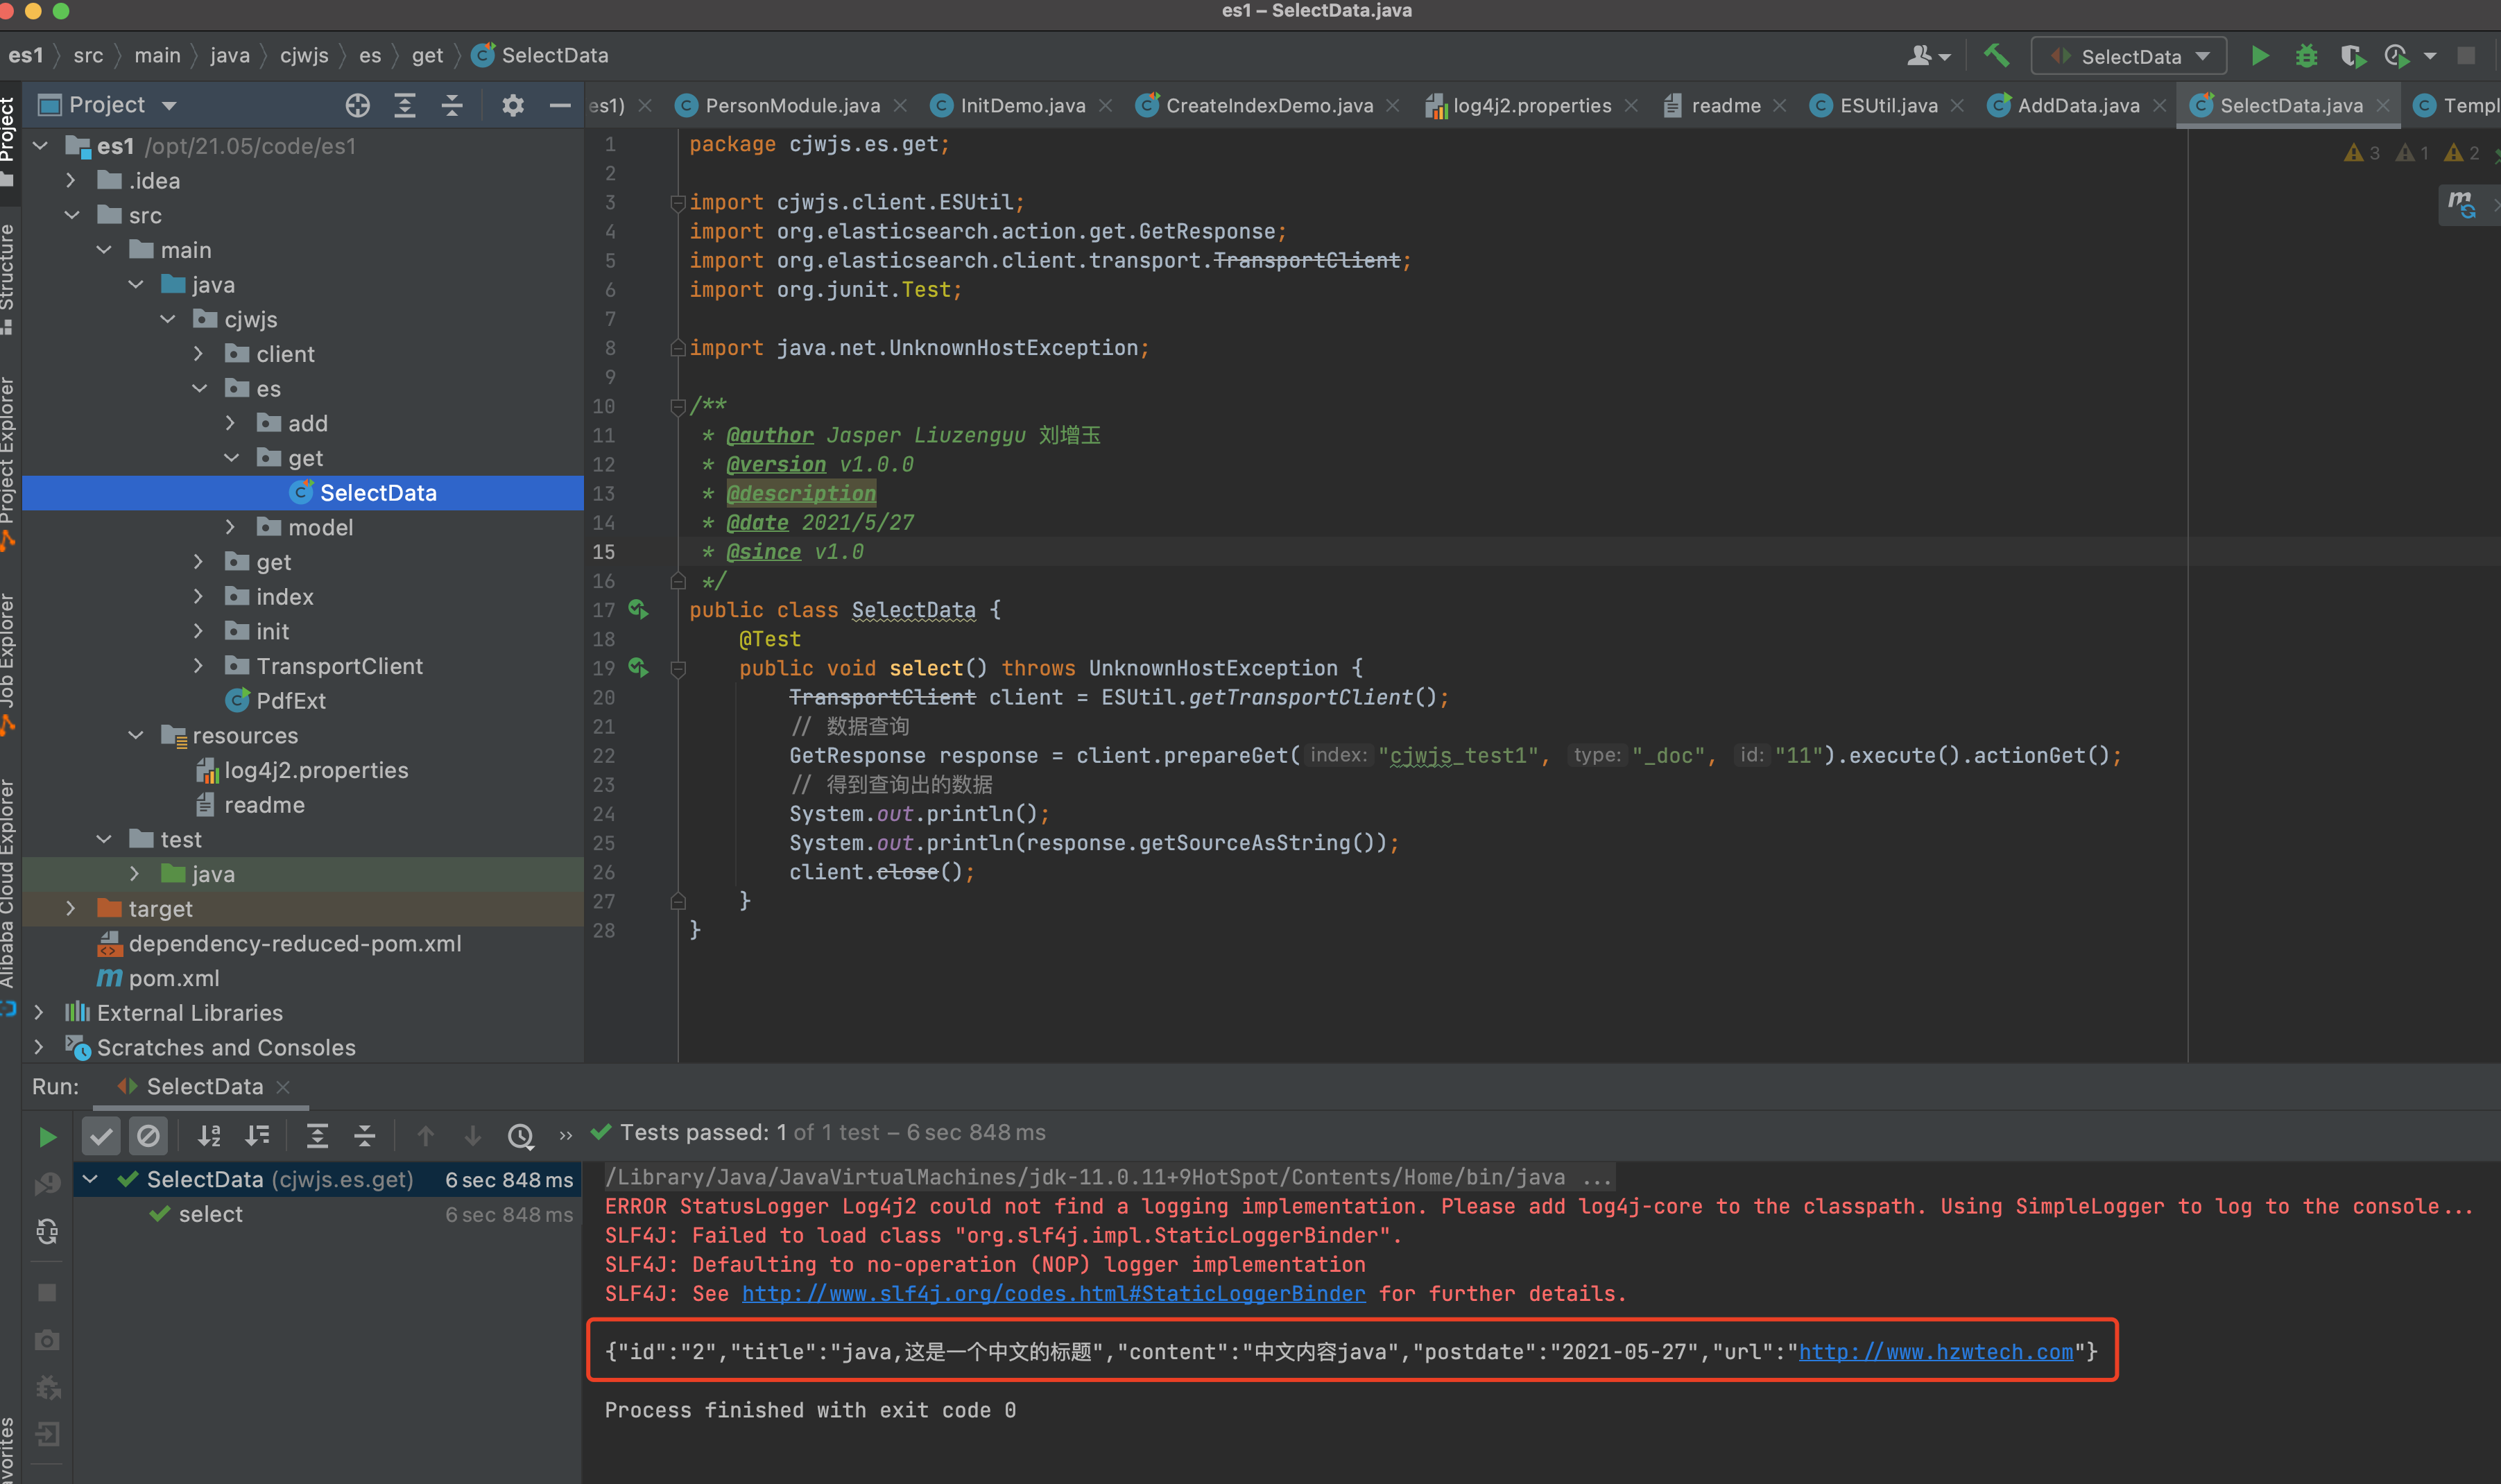 es1 – SelectData.java
es1 src main java cjwjs es get SelectData
SelectData
Project
es1) PersonModule.java InitDemo.java CreateIndexDemo.java log4j2.properties readme ESUtil.java AddData.java SelectData.java Templ
Project
Structure
Project Explorer
Job Explorer
Alibaba Cloud Explorer
avorites
es1 /opt/21.05/code/es1
.idea
src
main
java
cjwjs
client
es
add
get
SelectData
model
get
index
init
TransportClient
PdfExt
resources
log4j2.properties
readme
test
java
target
dependency-reduced-pom.xml
pom.xml
External Libraries
Scratches and Consoles
3 1 2
1 package cjwjs.es.get;
2
3 import cjwjs.client.ESUtil;
4 import org.elasticsearch.action.get.GetResponse;
5 import org.elasticsearch.client.transport.TransportClient;
6 import org.junit.Test;
7
8 import java.net.UnknownHostException;
9
10 /**
11 * @author Jasper Liuzengyu 刘增玉
12 * @version v1.0.0
13 * @description
14 * @date 2021/5/27
15 * @since v1.0
16 */
17 public class SelectData {
18 @Test
19 public void select() throws UnknownHostException {
20 TransportClient client = ESUtil.getTransportClient();
21 // 数据查询
22 GetResponse response = client.prepareGet( index: "cjwjs_test1", type: "_doc", id: "11").execute().actionGet();
23 // 得到查询出的数据
24 System.out.println();
25 System.out.println(response.getSourceAsString());
26 client.close();
27 }
28 }
Run: SelectData
Tests passed: 1 of 1 test – 6 sec 848 ms
SelectData (cjwjs.es.get) 6 sec 848 ms
select 6 sec 848 ms
/Library/Java/JavaVirtualMachines/jdk-11.0.11+9HotSpot/Contents/Home/bin/java ...
ERROR StatusLogger Log4j2 could not find a logging implementation. Please add log4j-core to the classpath. Using SimpleLogger to log to the console...
SLF4J: Failed to load class "org.slf4j.impl.StaticLoggerBinder".
SLF4J: Defaulting to no-operation (NOP) logger implementation
SLF4J: See http://www.slf4j.org/codes.html#StaticLoggerBinder for further details.
{"id":"2","title":"java,这是一个中文的标题","content":"中文内容java","postdate":"2021-05-27","url":"http://www.hzwtech.com"}
Process finished with exit code 0